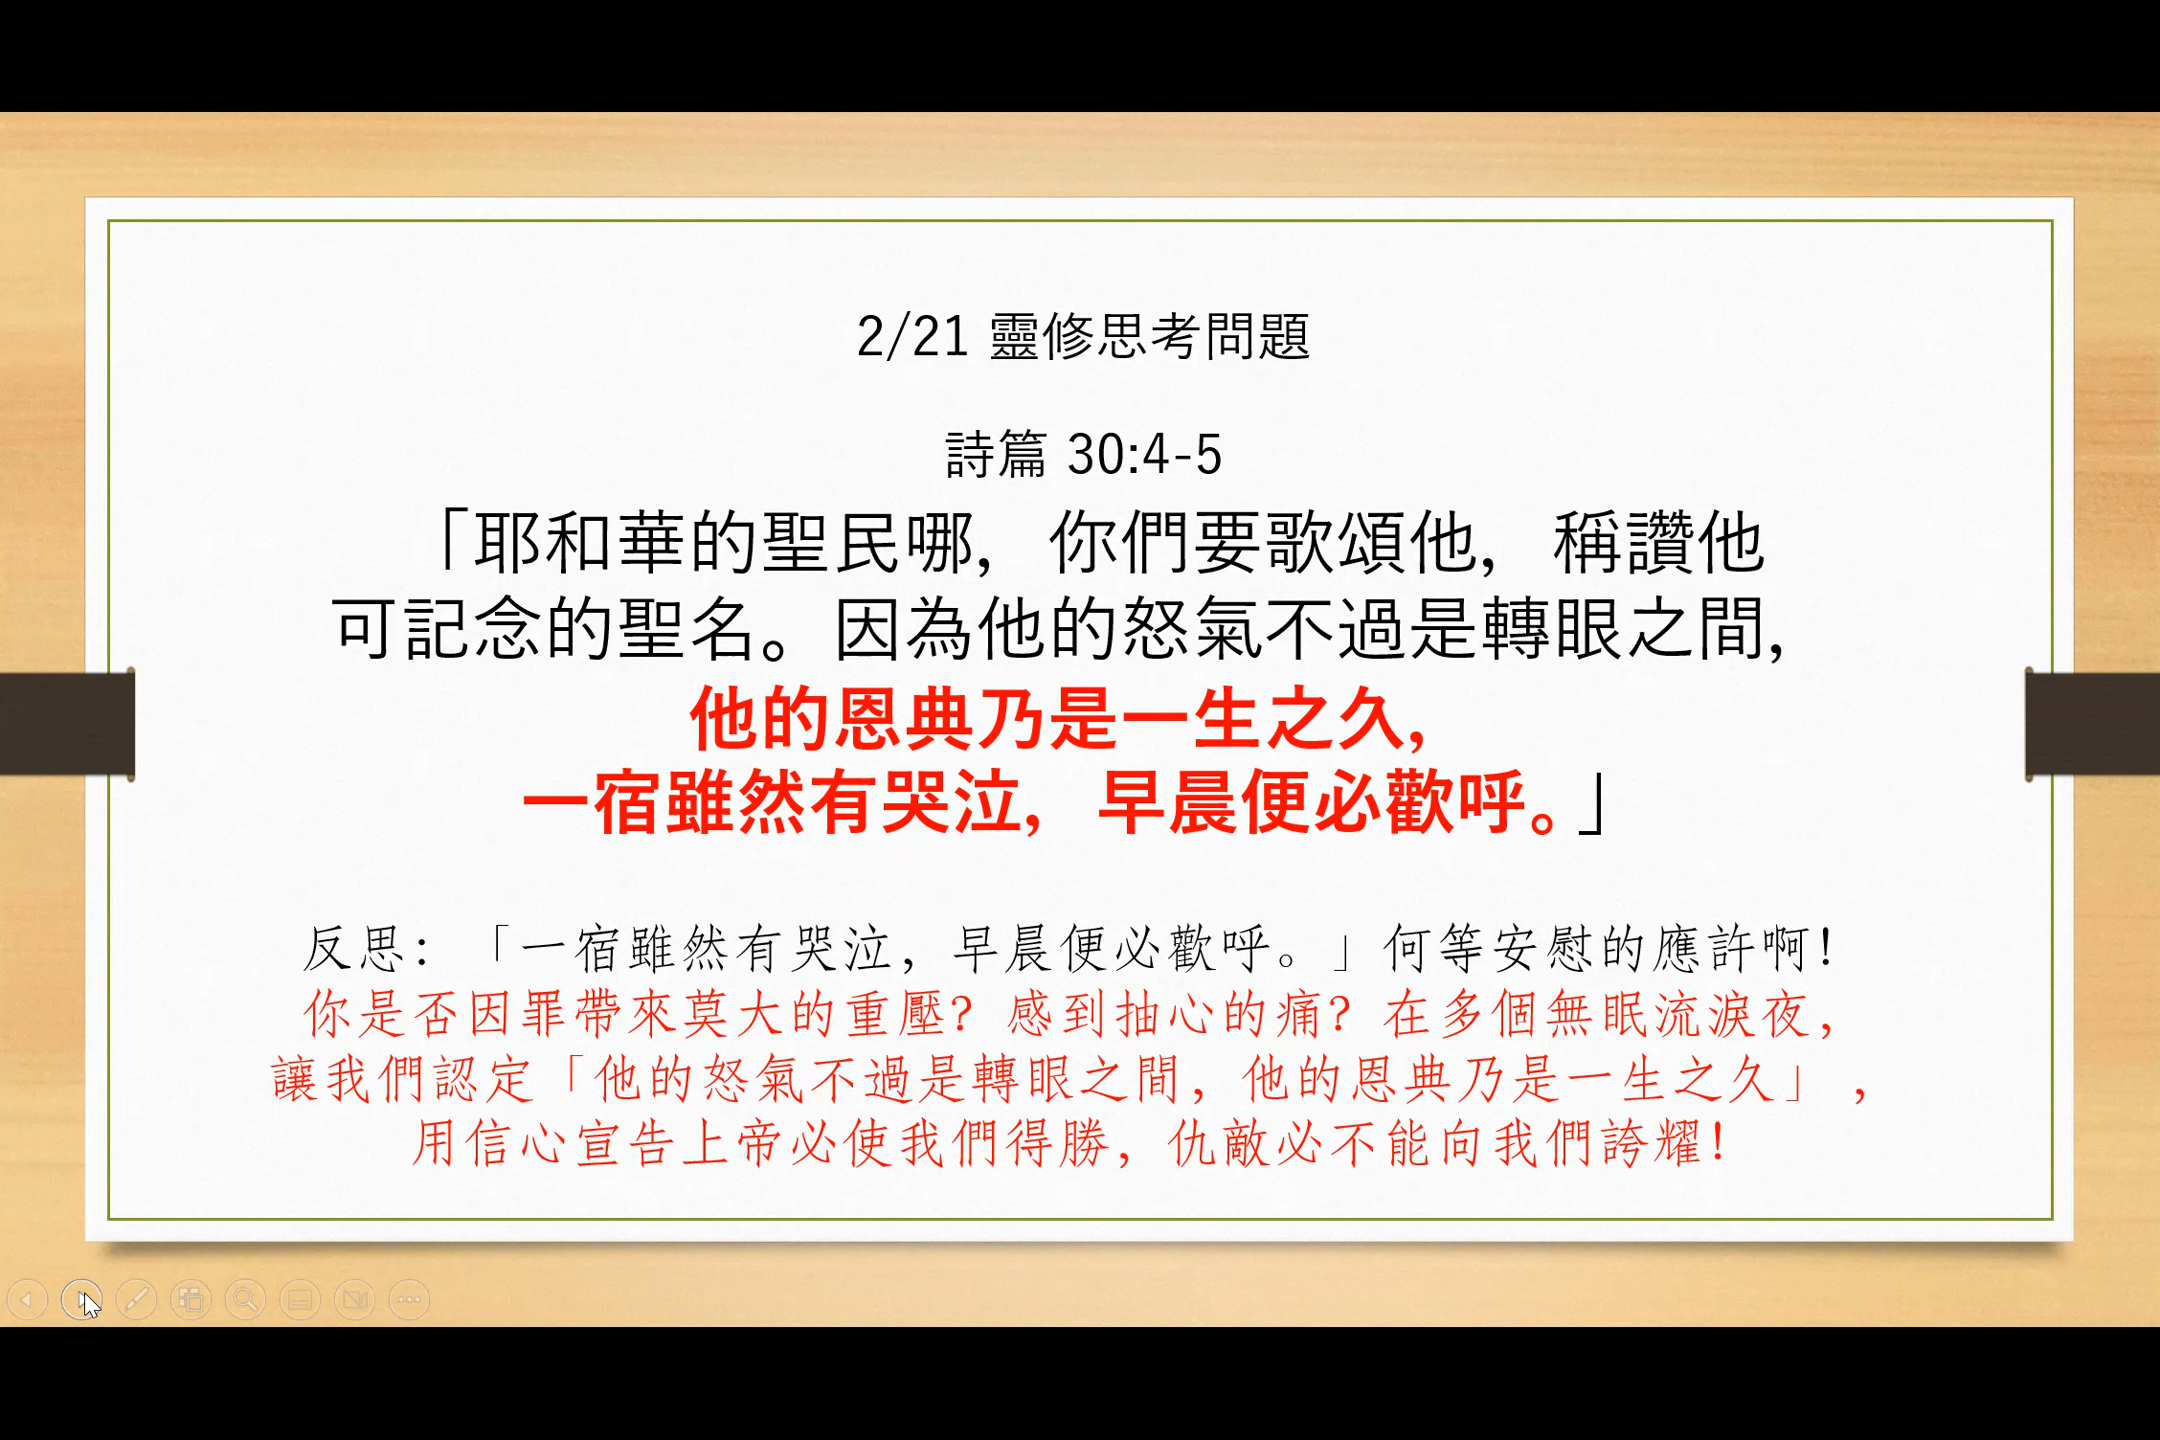 2/21 靈修思考問題
詩篇 30:4-5
「耶和華的聖民哪，你們要歌頌他，稱讚他
可記念的聖名。因為他的怒氣不過是轉眼之間，
他的恩典乃是一生之久，
一宿雖然有哭泣，早晨便必歡呼。」
反思：「一宿雖然有哭泣，早晨便必歡呼。」何等安慰的應許啊！
你是否因罪帶來莫大的重壓？感到抽心的痛？在多個無眠流淚夜，
讓我們認定「他的怒氣不過是轉眼之間，他的恩典乃是一生之久」，
用信心宣告上帝必使我們得勝，仇敵必不能向我們誇耀！